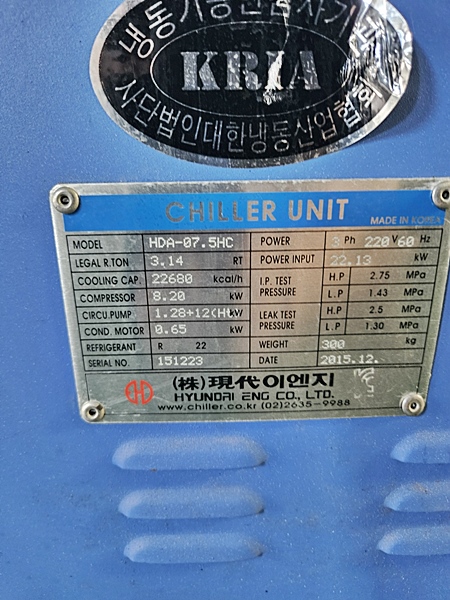 냉동
KRIA
사단법인대한냉동산업협회
CHILLER UNIT
MADE IN KOREA
MODEL HDA-07.5HC POWER 3 Ph 220 V 60 Hz
LEGAL R.TON 3.14 RT POWER INPUT 22.13 kW
COOLING CAP. 22680 kcal/h I.P. TEST PRESSURE H.P 2.75 MPa
COMPRESSOR 8.20 kW L.P 1.43 MPa
CIRCU.PUMP 1.28+12(H)kW LEAK TEST PRESSURE H.P 2.5 MPa
COND. MOTOR 0.65 kW L.P 1.30 MPa
REFRIGERANT R 22 WEIGHT 300 kg
SERIAL NO. 151223 DATE 2015.12.
(株)現代이엔지
HYUNDAI ENG CO., LTD.
www.chiller.co.kr (02)2635-9988